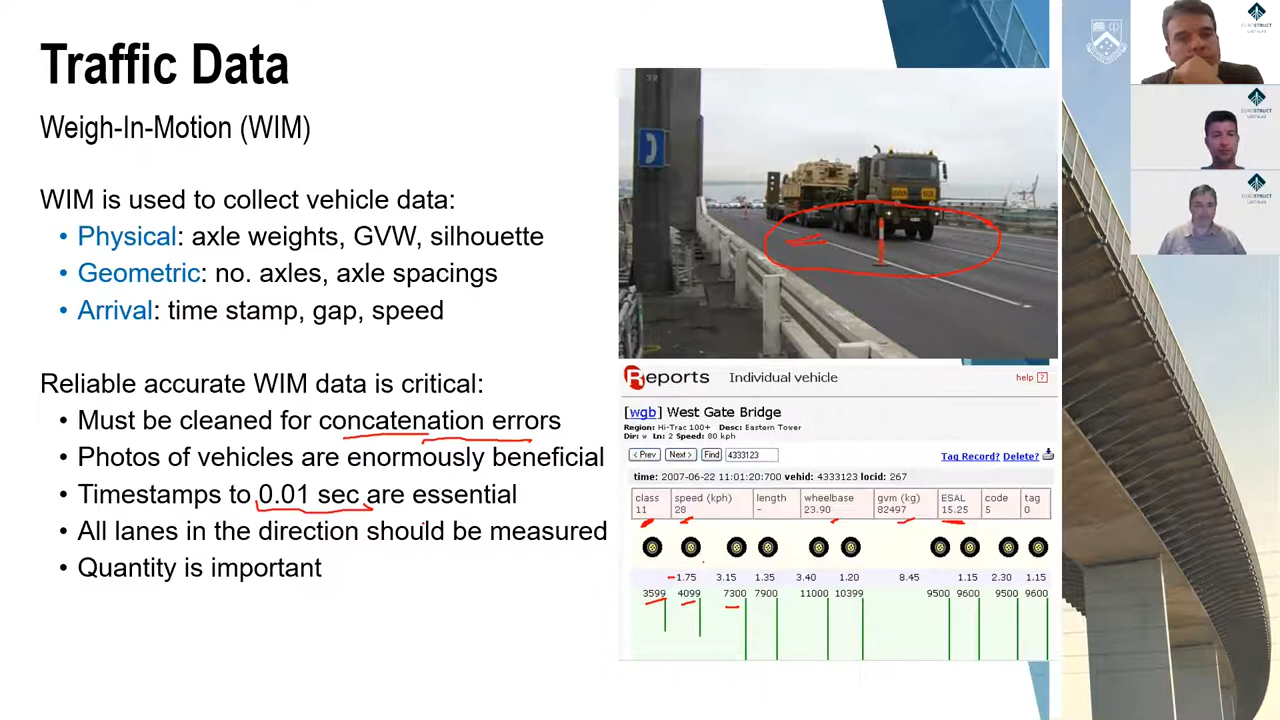 Traffic Data
Weigh-In-Motion (WIM)
WIM is used to collect vehicle data:
• Physical: axle weights, GVW, silhouette
• Geometric: no. axles, axle spacings
• Arrival: time stamp, gap, speed
Reliable accurate WIM data is critical:
• Must be cleaned for concatenation errors
• Photos of vehicles are enormously beneficial
• Timestamps to 0.01 sec are essential
• All lanes in the direction should be measured
• Quantity is important
Reports Individual vehicle help ?
[wgb] West Gate Bridge
Region: Hi-Trac 100+ Desc: Eastern Tower
Dir: w Ln: 2 Speed: 80 kph
< Prev Next > Find 4333123 Tag Record? Delete?
time: 2007-06-22 11:01:20:700 vehid: 4333123 locid: 267
class speed (kph) length wheelbase gvm (kg) ESAL code tag
11 28 - 23.90 82497 15.25 5 0
1.75 3.15 1.35 3.40 1.20 8.45 1.15 2.30 1.15
3599 4099 7300 7900 11000 10399 9500 9600 9500 9600
EUROSTRUCT
EUROSTRUCT
EUROSTRUCT